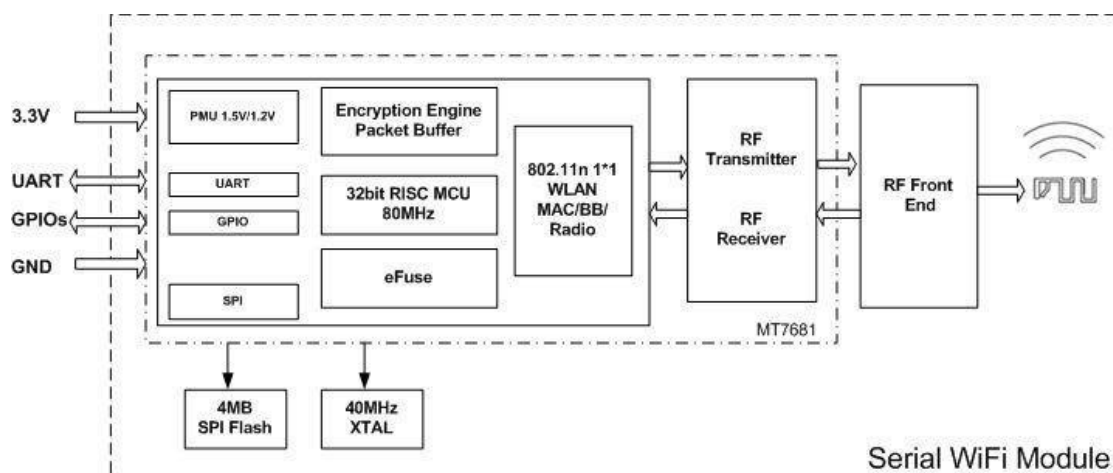 3.3V
UART
GPIOs
GND
PMU 1.5V/1.2V
UART
GPIO
SPI
Encryption Engine
Packet Buffer
32bit RISC MCU
80MHz
eFuse
802.11n 1*1
WLAN
MAC/BB/
Radio
RF
Transmitter
RF
Receiver
MT7681
RF Front
End
4MB
SPI Flash
40MHz
XTAL
Serial WiFi Module